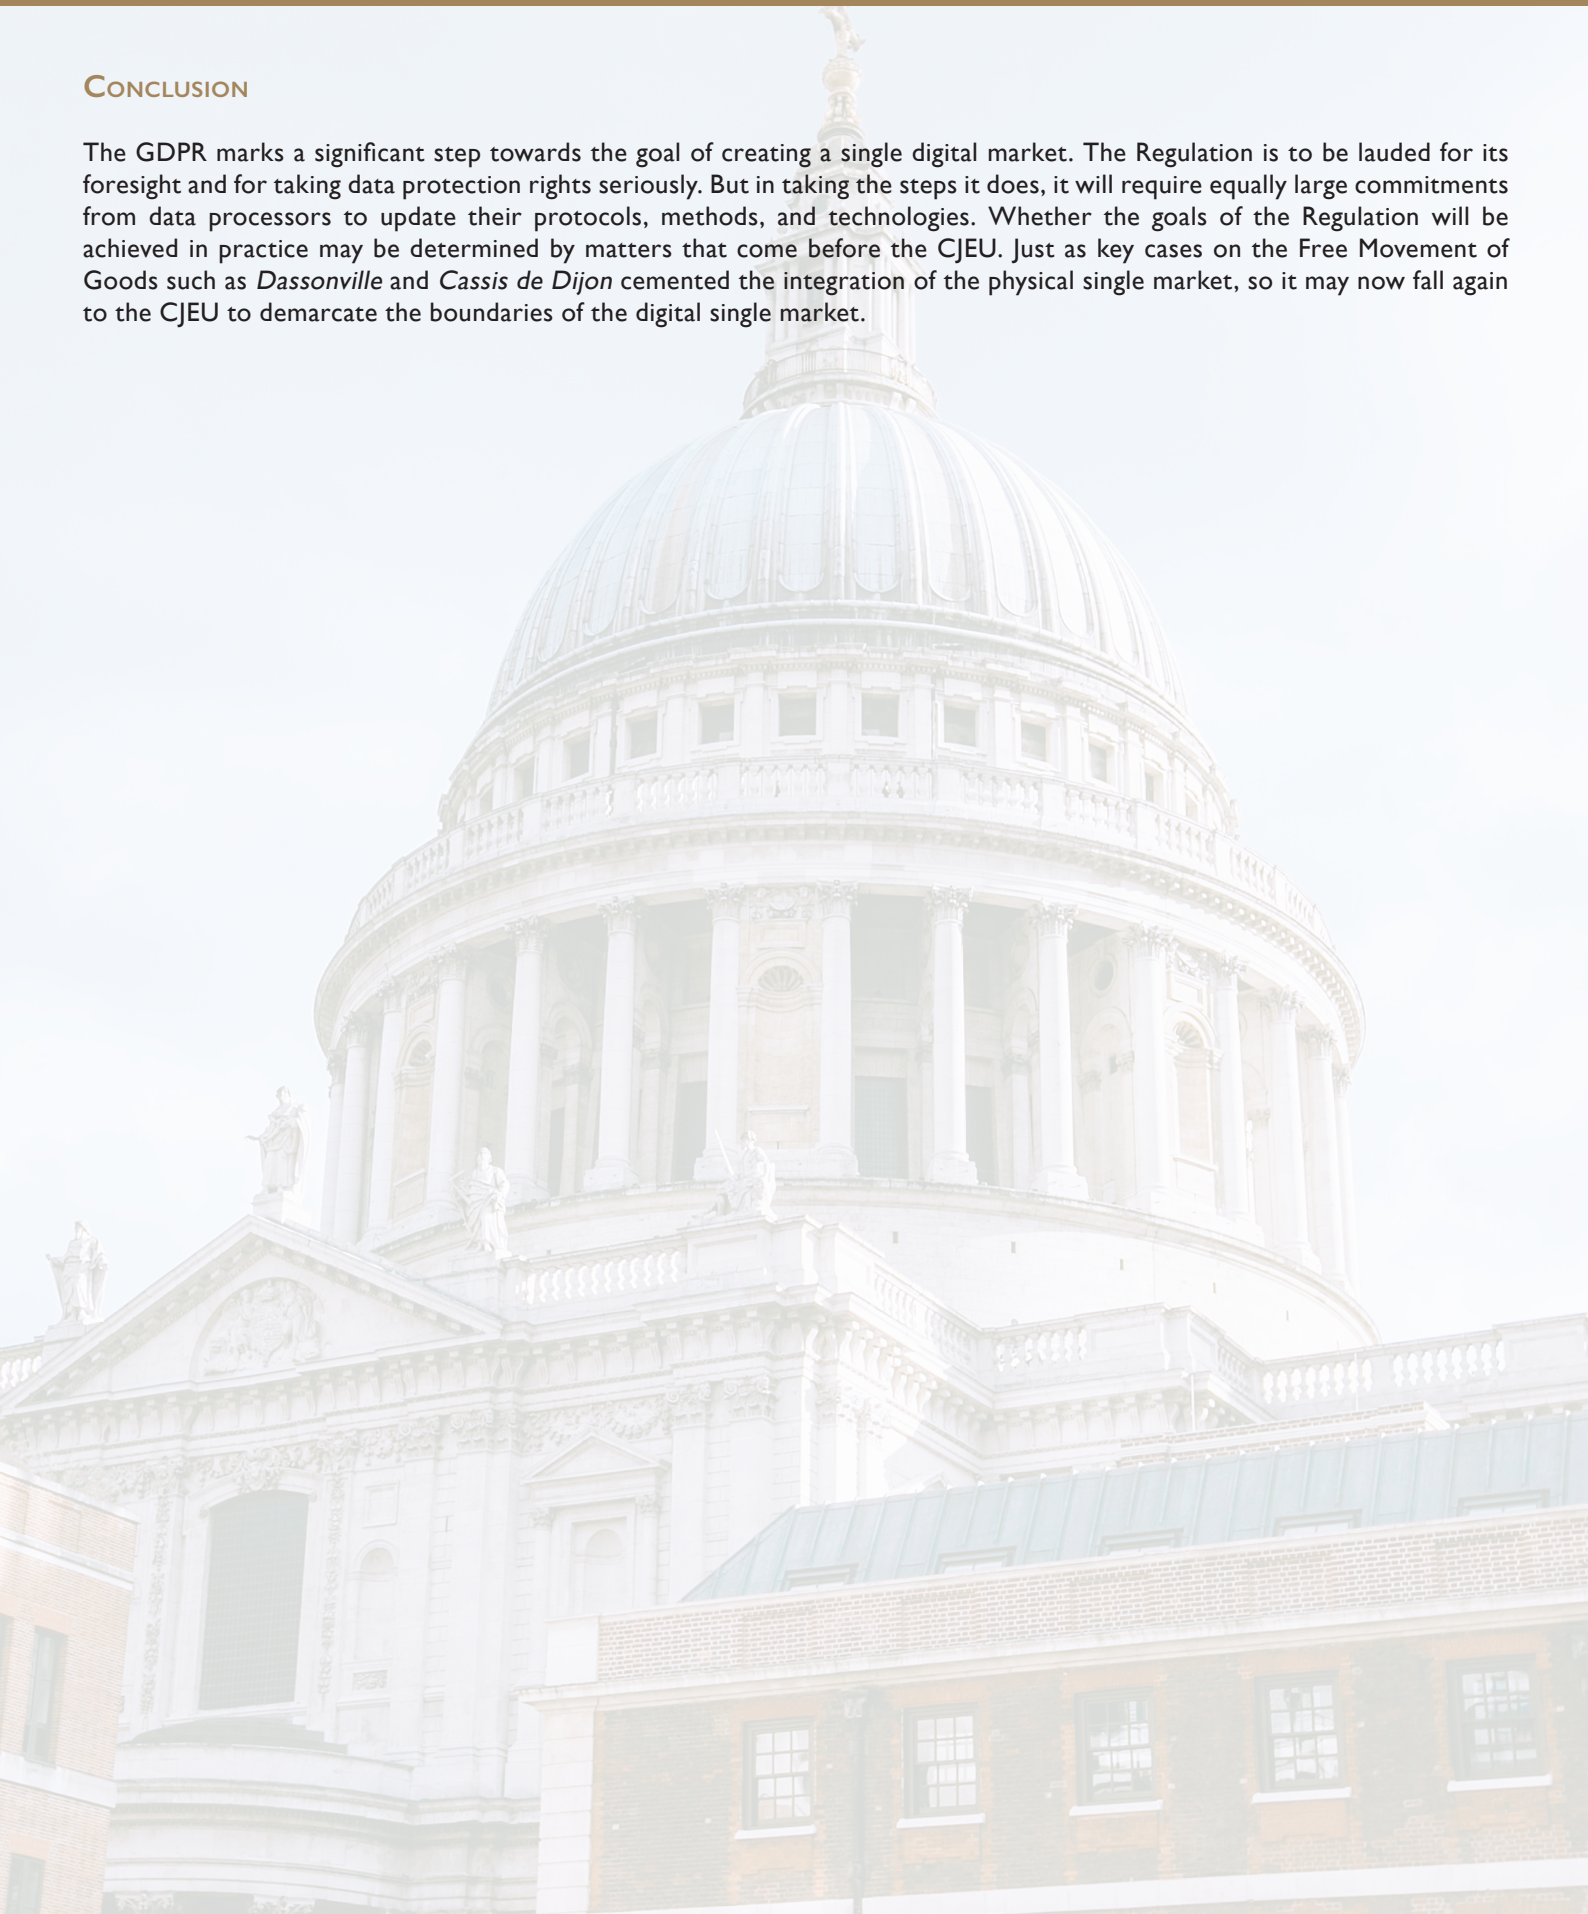 Conclusion
The GDPR marks a significant step towards the goal of creating a single digital market. The Regulation is to be lauded for its
foresight and for taking data protection rights seriously. But in taking the steps it does, it will require equally large commitments
from data processors to update their protocols, methods, and technologies. Whether the goals of the Regulation will be
achieved in practice may be determined by matters that come before the CJEU. Just as key cases on the Free Movement of
Goods such as Dassonville and Cassis de Dijon cemented the integration of the physical single market, so it may now fall again
to the CJEU to demarcate the boundaries of the digital single market.